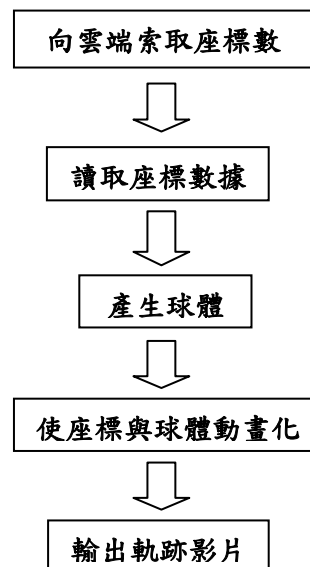 向雲端索取座標數
讀取座標數據
產生球體
使座標與球體動畫化
輸出軌跡影片